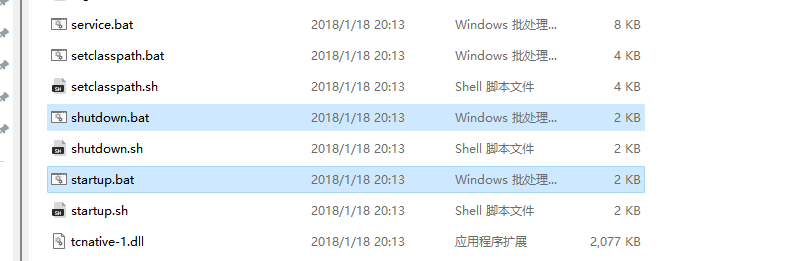 service.bat 2018/1/18 20:13 Windows 批处理... 8 KB
setclasspath.bat 2018/1/18 20:13 Windows 批处理... 4 KB
setclasspath.sh 2018/1/18 20:13 Shell 脚本文件 4 KB
shutdown.bat 2018/1/18 20:13 Windows 批处理... 2 KB
shutdown.sh 2018/1/18 20:13 Shell 脚本文件 2 KB
startup.bat 2018/1/18 20:13 Windows 批处理... 2 KB
startup.sh 2018/1/18 20:13 Shell 脚本文件 2 KB
tcnative-1.dll 2018/1/18 20:13 应用程序扩展 2,077 KB